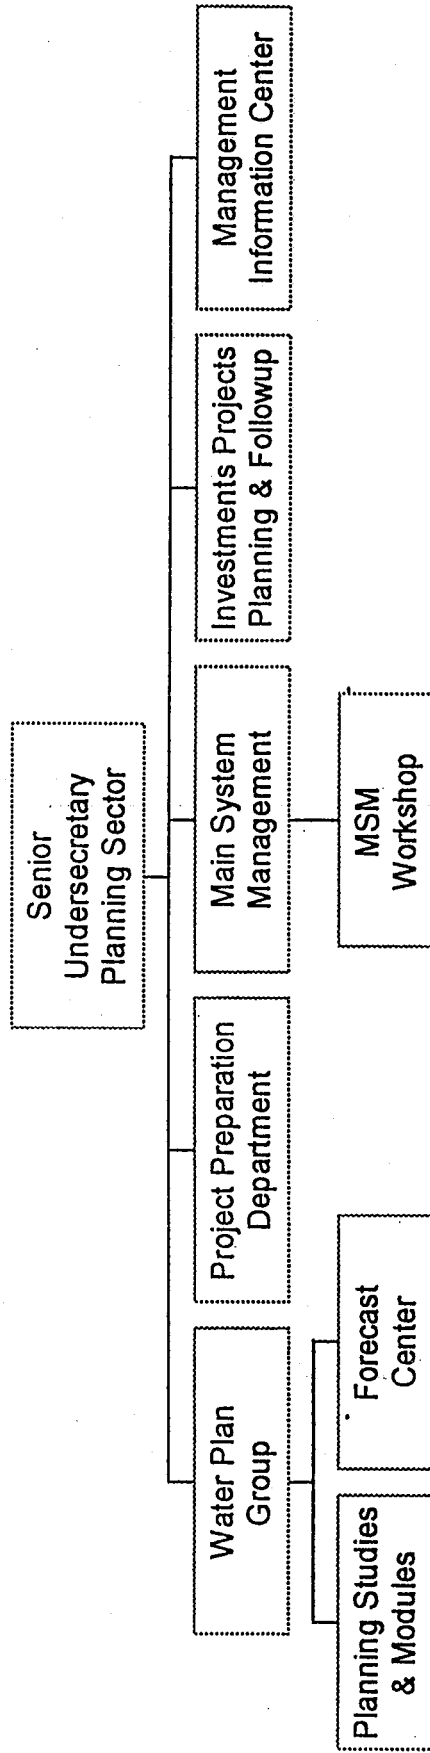 Senior
Undersecretary
Planning Sector
Water Plan
Group
Project Preparation
Department
Main System
Management
Investments Projects
Planning & Followup
Management
Information Center
Planning Studies
& Modules
Forecast
Center
MSM
Workshop